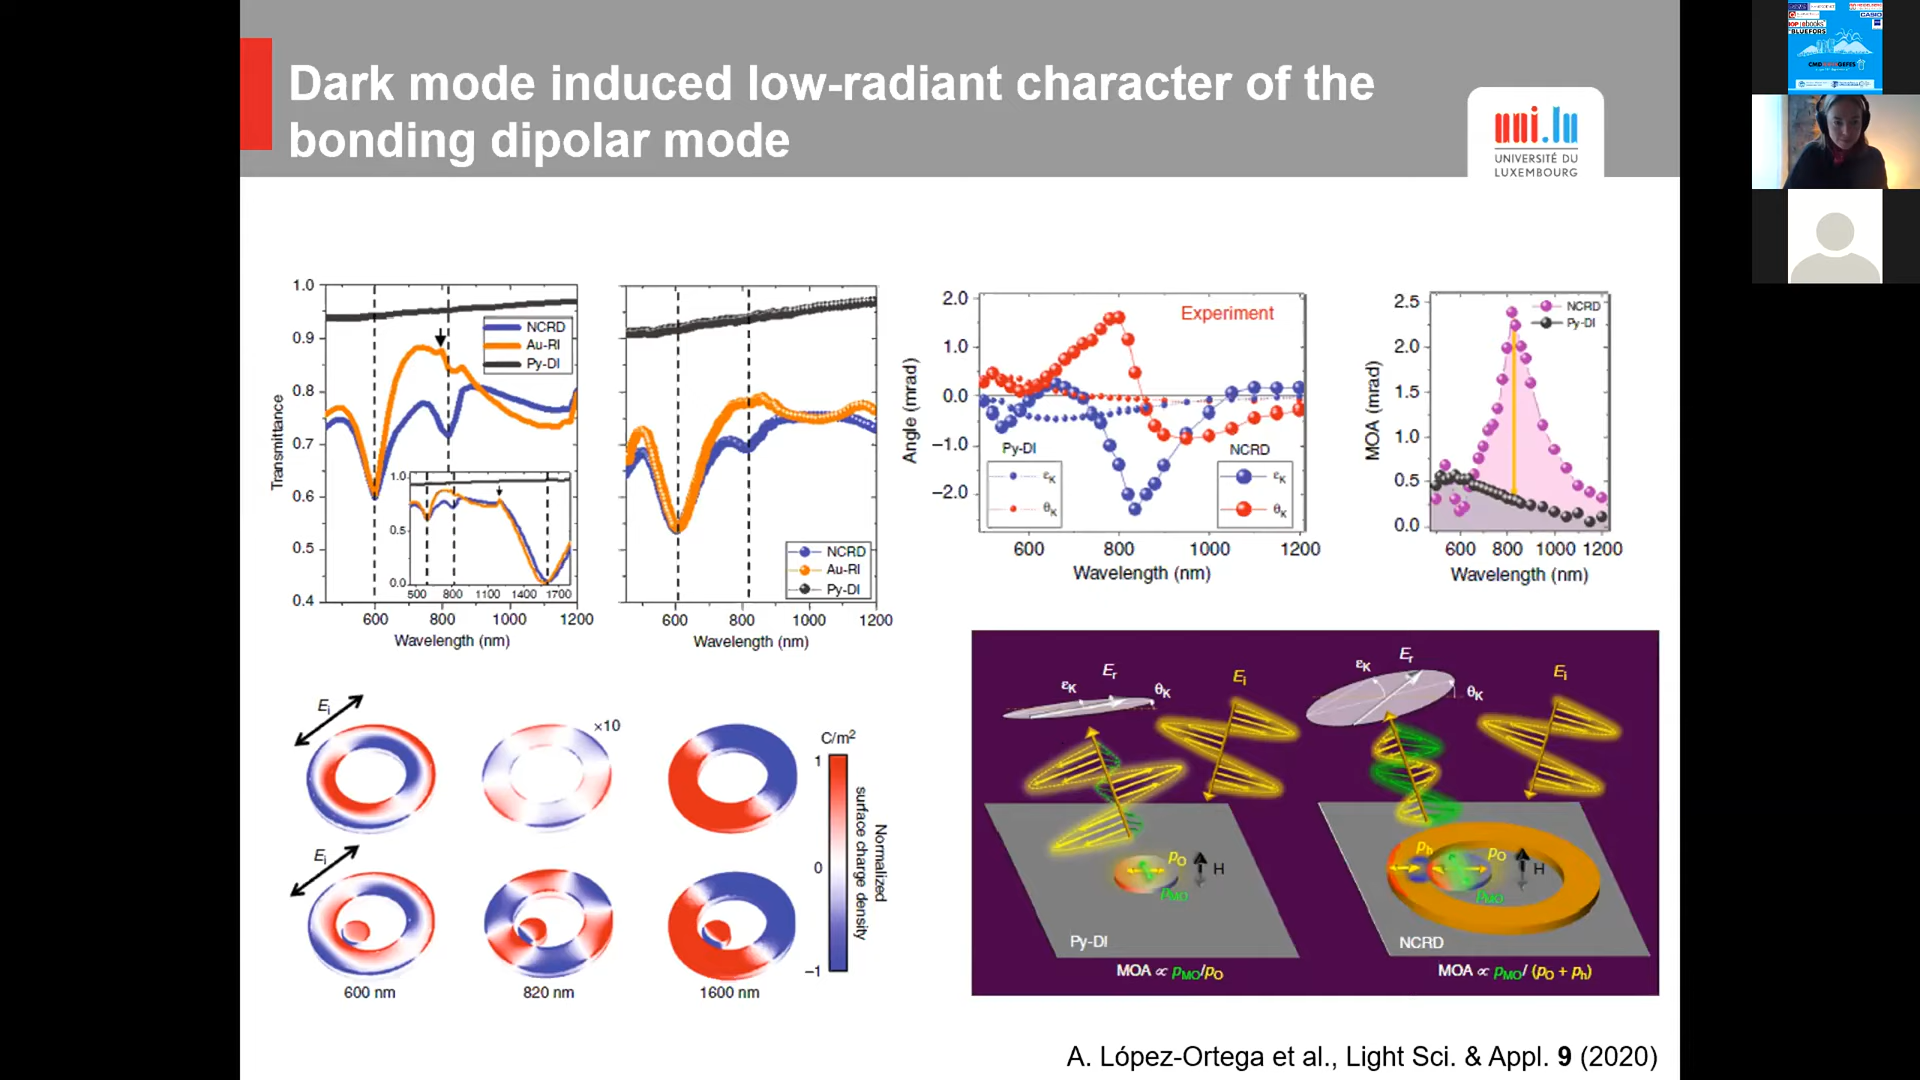 Dark mode induced low-radiant character of the
bonding dipolar mode
uni.lu
UNIVERSITÉ DU
LUXEMBOURG
1.0
0.9
0.8
0.7
0.6
0.5
0.4
Transmittance
NCRD
Au-RI
Py-DI
1.0
0.5
0.0
500 800 1100 1400 1700
600 800 1000 1200
Wavelength (nm)
NCRD
Au-RI
Py-DI
600 800 1000 1200
Wavelength (nm)
2.0
1.0
0.0
−1.0
−2.0
Angle (mrad)
Experiment
Py-DI
εK
θK
NCRD
εK
θK
600 800 1000 1200
Wavelength (nm)
2.5
2.0
1.5
1.0
0.5
0.0
MOA (mrad)
NCRD
Py-DI
600 800 1000 1200
Wavelength (nm)
Ei
×10
Ei
C/m²
1
0
−1
Normalized
surface charge density
600 nm
820 nm
1600 nm
εK
Er
θK
Ei
pO
H
pMO
Py-DI
MOA ∝ pMO/pO
εK
Er
θK
Ei
ph
pO
H
pMO
NCRD
MOA ∝ pMO/ (pO + ph)
A. López-Ortega et al., Light Sci. & Appl. 9 (2020)
CASIO
IOP ebooks
BLUEFORS